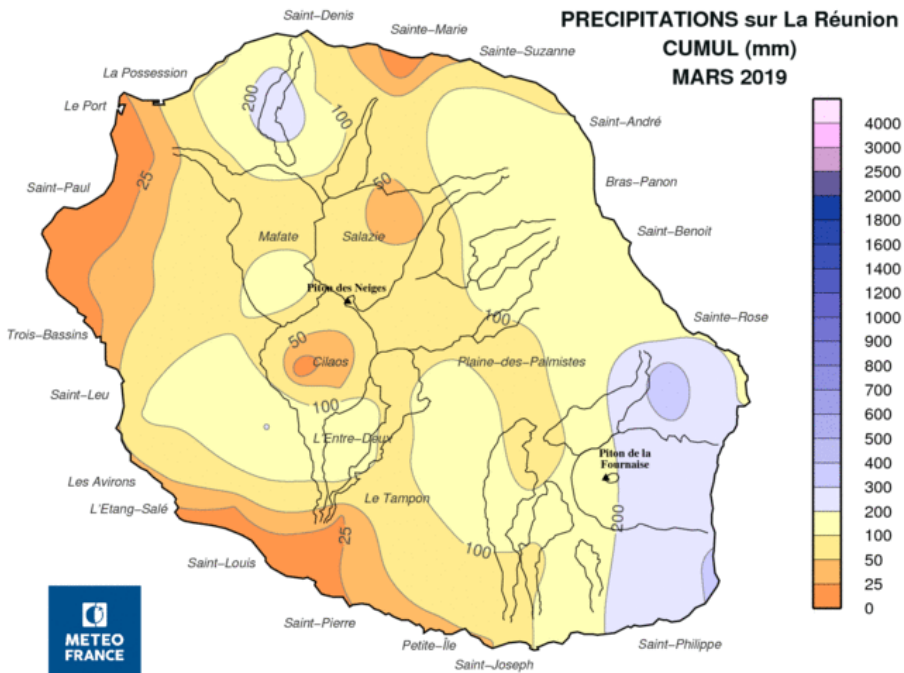 PRECIPITATIONS sur La Réunion
CUMUL (mm)
MARS 2019
Saint-Denis
Sainte-Marie
Sainte-Suzanne
La Possession
Le Port
Saint-André
Saint-Paul
Bras-Panon
Saint-Benoit
Mafate
Salazie
Piton des Neiges
Sainte-Rose
Trois-Bassins
Cilaos
Plaine-des-Palmistes
Saint-Leu
L'Entre-Deux
Piton de la
Fournaise
Les Avirons
Le Tampon
L'Etang-Salé
Saint-Louis
Saint-Pierre
Petite-Île
Saint-Joseph
Saint-Philippe
200
100
25
50
100
50
100
200
25
100
4000
3000
2500
2000
1800
1600
1400
1200
1000
900
800
700
600
500
400
300
200
100
50
25
0
METEO
FRANCE